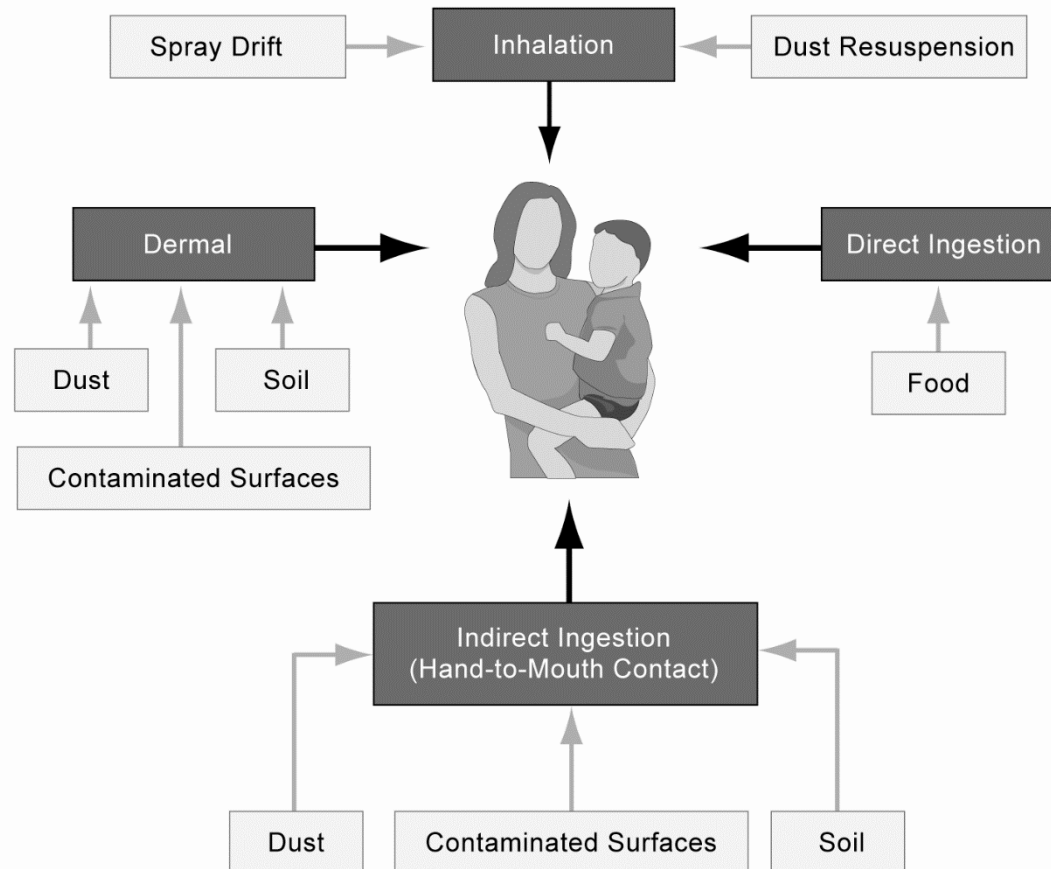 Spray Drift
Inhalation
Dust Resuspension
Dermal
Direct Ingestion
Dust
Soil
Food
Contaminated Surfaces
Indirect Ingestion
(Hand-to-Mouth Contact)
Dust
Contaminated Surfaces
Soil